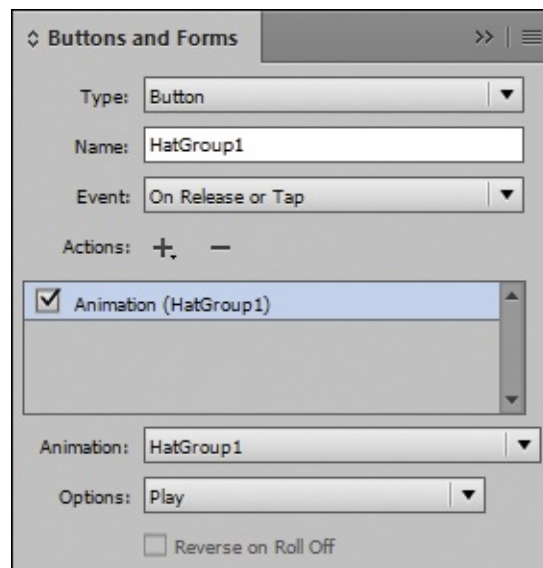 Buttons and Forms
Type: Button
Name: HatGroup1
Event: On Release or Tap
Actions:
Animation (HatGroup1)
Animation: HatGroup1
Options: Play
Reverse on Roll Off